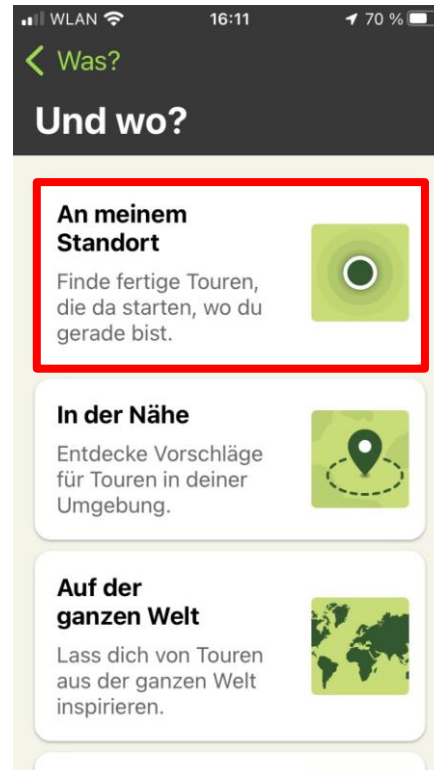 WLAN 16:11 70 %
Was?
Und wo?
An meinem
Standort
Finde fertige Touren,
die da starten, wo du
gerade bist.
In der Nähe
Entdecke Vorschläge
für Touren in deiner
Umgebung.
Auf der
ganzen Welt
Lass dich von Touren
aus der ganzen Welt
inspirieren.